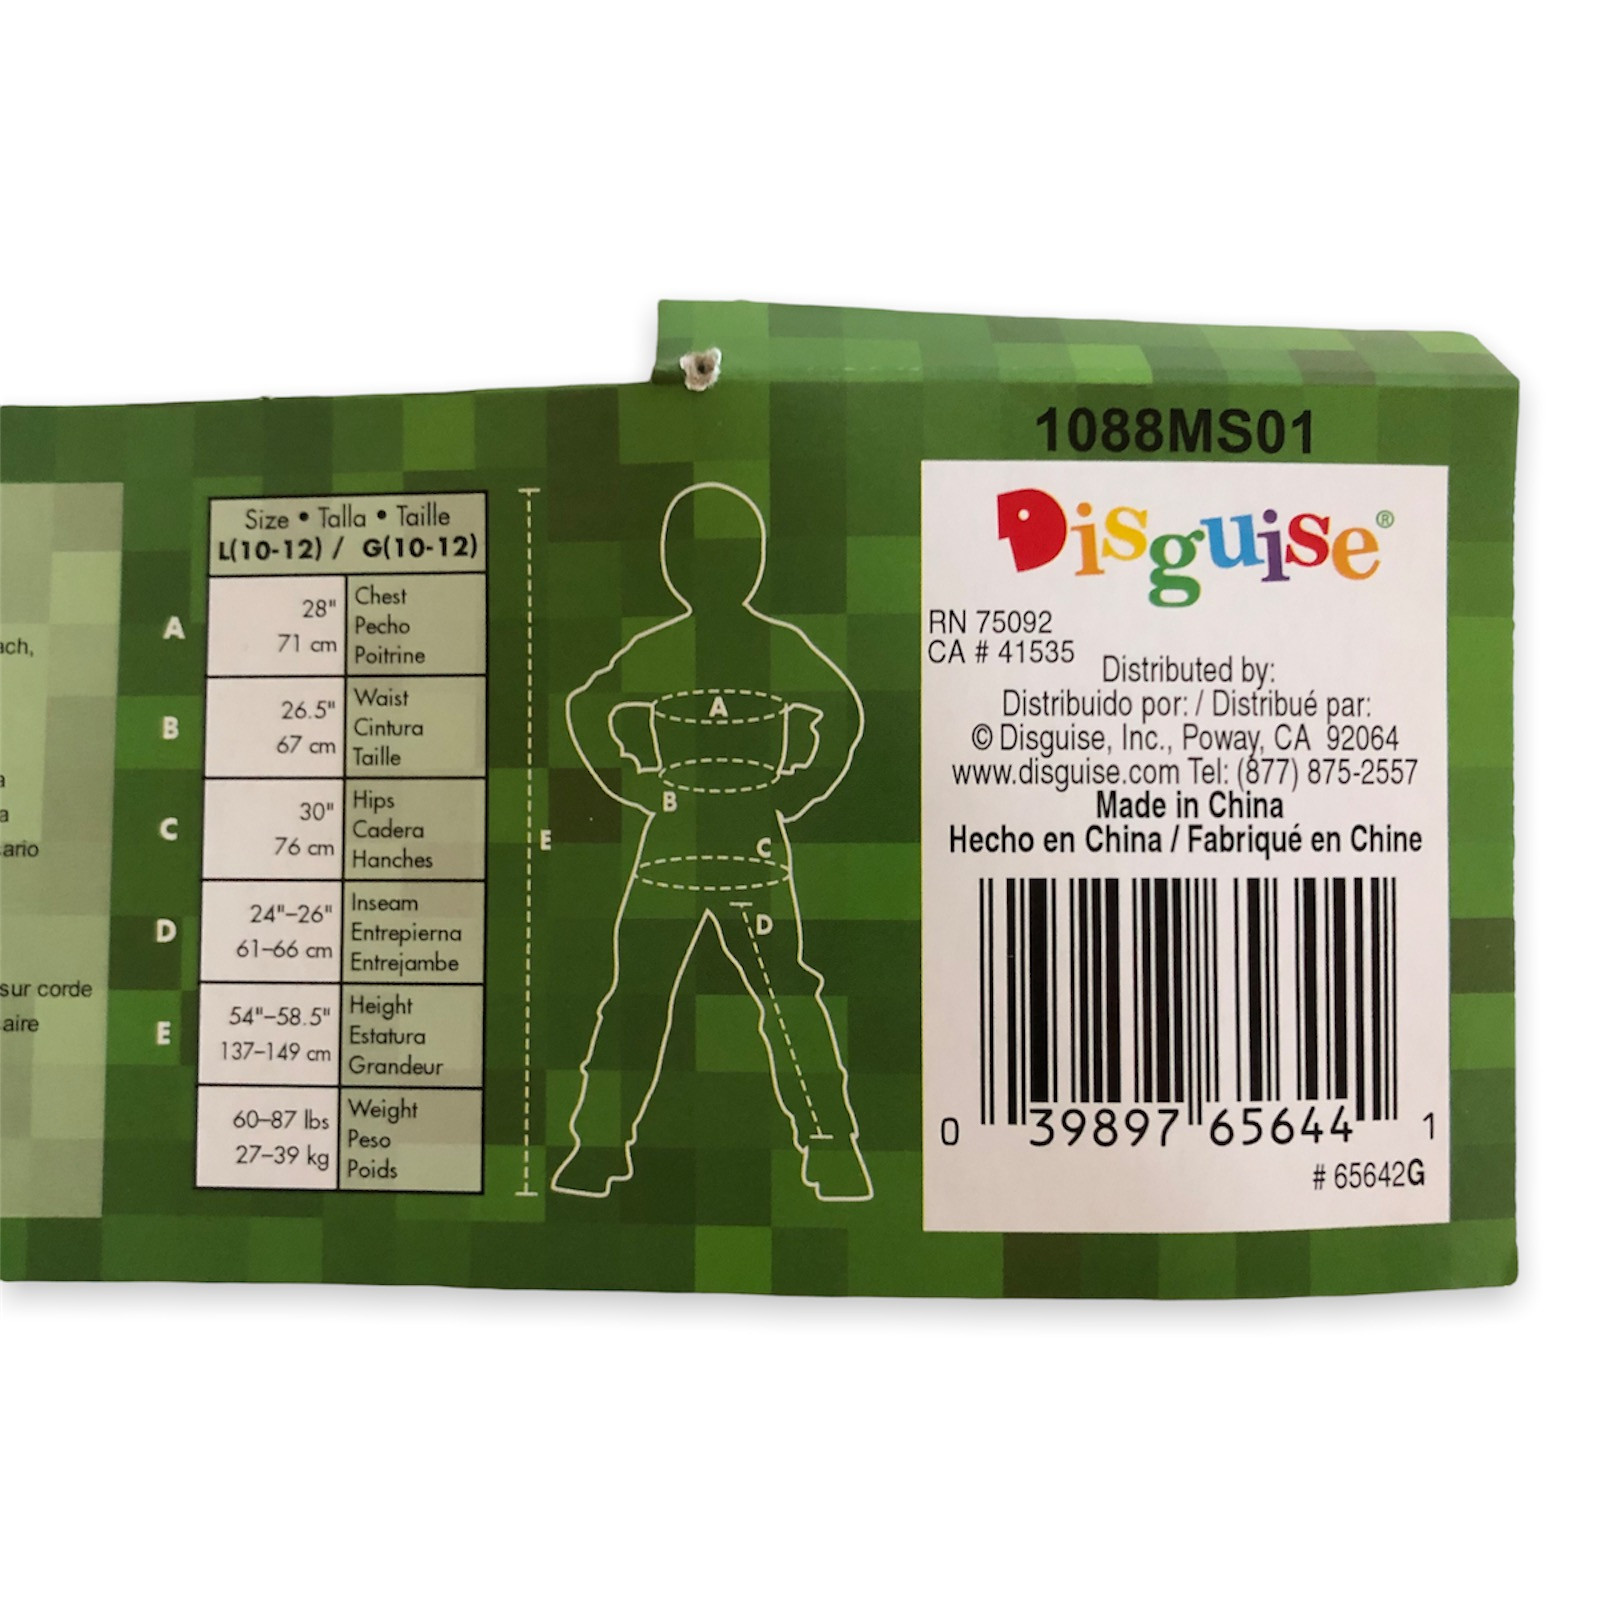 ach,
a
a
ario
sur corde
aire
Size • Talla • Taille
L(10-12) / G(10-12)
A
28"
71 cm
Chest
Pecho
Poitrine
B
26.5"
67 cm
Waist
Cintura
Taille
C
30"
76 cm
Hips
Cadera
Hanches
D
24"–26"
61–66 cm
Inseam
Entrepierna
Entrejambe
E
54"–58.5"
137–149 cm
Height
Estatura
Grandeur
60–87 lbs
27–39 kg
Weight
Peso
Poids
A
B
C
D
E
1088MS01
Disguise®
RN 75092
CA # 41535
Distributed by:
Distribuido por: / Distribué par:
© Disguise, Inc., Poway, CA 92064
www.disguise.com Tel: (877) 875-2557
Made in China
Hecho en China / Fabriqué en Chine
0 39897 65644 1
# 65642G